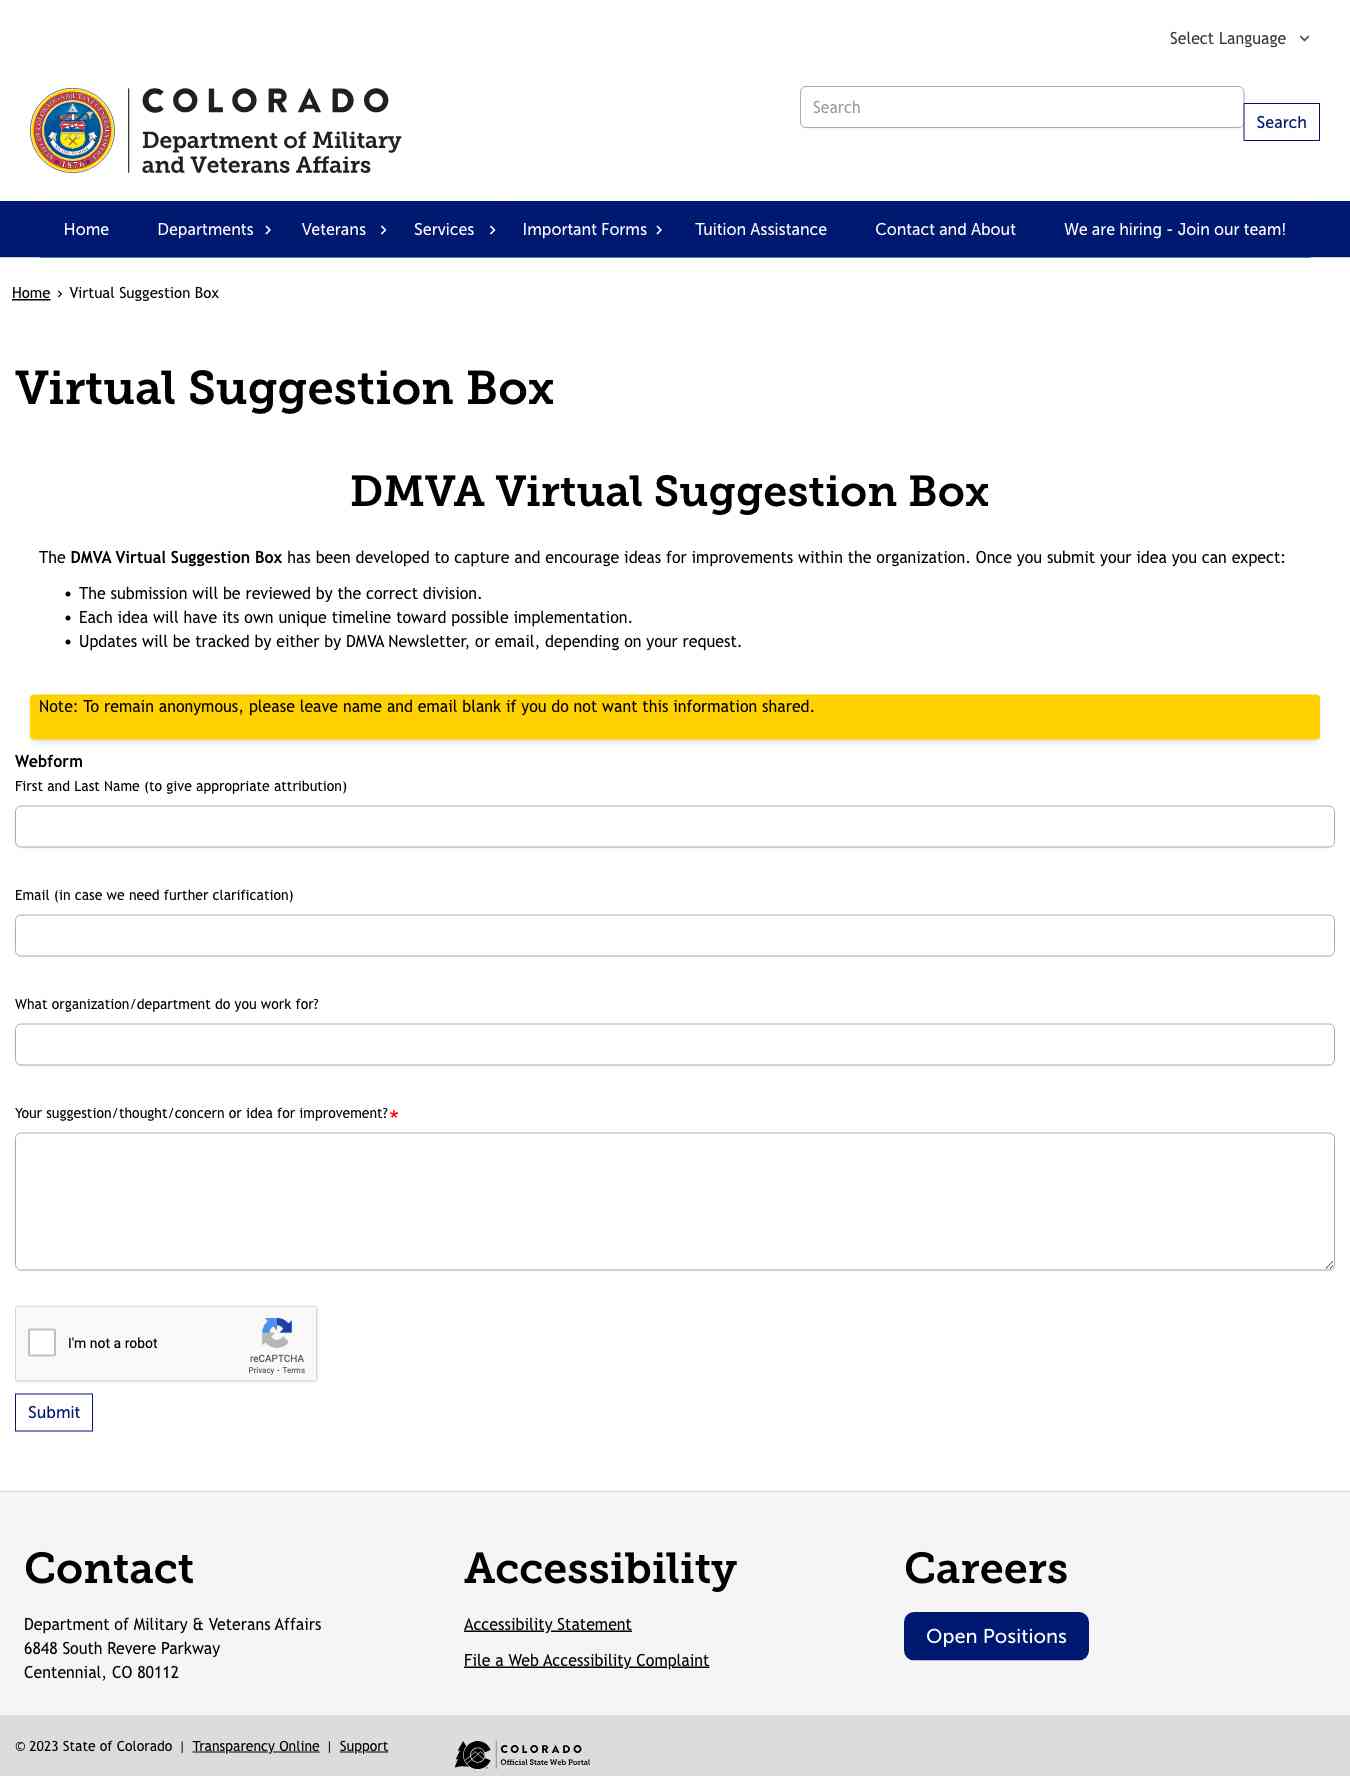 Select Language
COLORADO
Department of Military
and Veterans Affairs
Search
Search
Home
Departments
Veterans
Services
Important Forms
Tuition Assistance
Contact and About
We are hiring - Join our team!
Home › Virtual Suggestion Box
Virtual Suggestion Box
DMVA Virtual Suggestion Box
The DMVA Virtual Suggestion Box has been developed to capture and encourage ideas for improvements within the organization. Once you submit your idea you can expect:
• The submission will be reviewed by the correct division.
• Each idea will have its own unique timeline toward possible implementation.
• Updates will be tracked by either by DMVA Newsletter, or email, depending on your request.
Note: To remain anonymous, please leave name and email blank if you do not want this information shared.
Webform
First and Last Name (to give appropriate attribution)
Email (in case we need further clarification)
What organization/department do you work for?
Your suggestion/thought/concern or idea for improvement?*
I'm not a robot
reCAPTCHA
Privacy - Terms
Submit
Contact
Department of Military & Veterans Affairs
6848 South Revere Parkway
Centennial, CO 80112
Accessibility
Accessibility Statement
File a Web Accessibility Complaint
Careers
Open Positions
© 2023 State of Colorado | Transparency Online | Support
COLORADO
Official State Web Portal